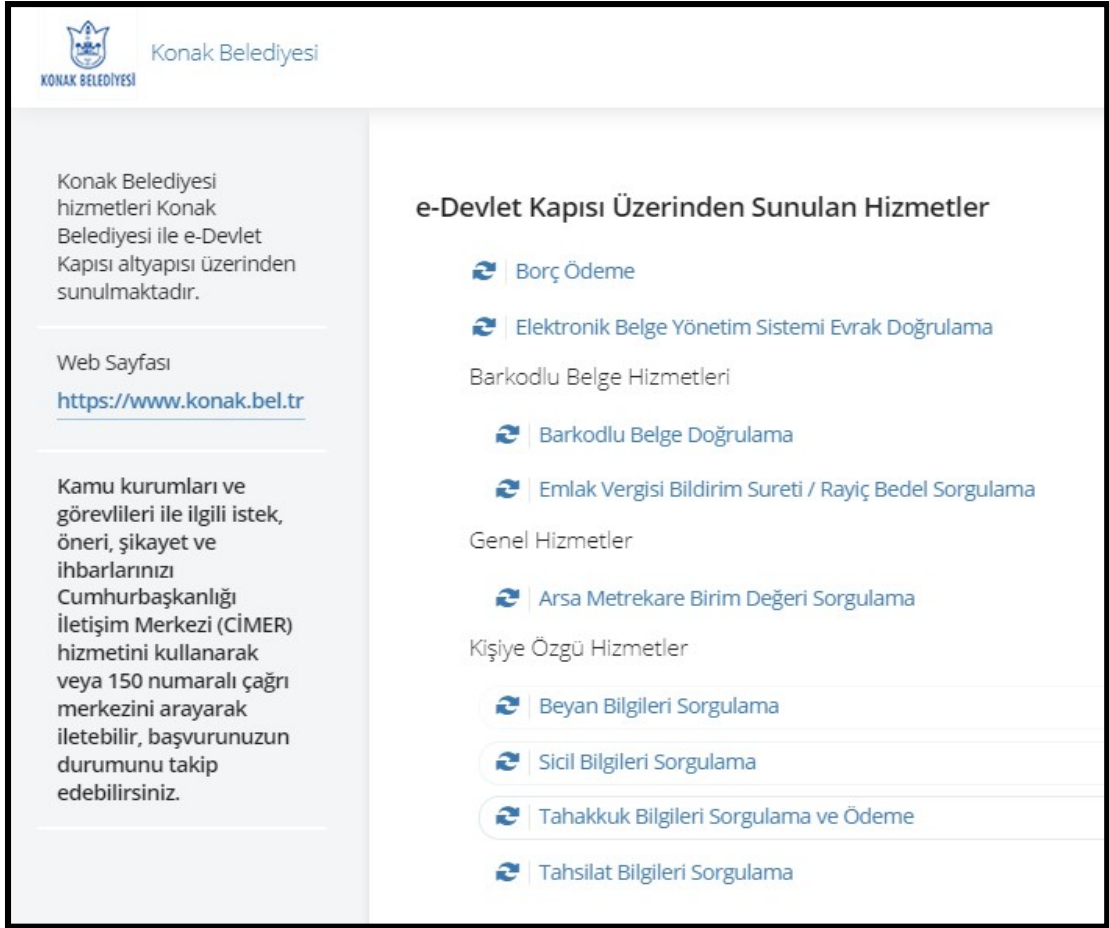 KONAK BELEDİYESİ
Konak Belediyesi
Konak Belediyesi
hizmetleri Konak
Belediyesi ile e-Devlet
Kapısı altyapısı üzerinden
sunulmaktadır.
Web Sayfası
https://www.konak.bel.tr
Kamu kurumları ve
görevlileri ile ilgili istek,
öneri, şikayet ve
ihbarlarınızı
Cumhurbaşkanlığı
İletişim Merkezi (CİMER)
hizmetini kullanarak
veya 150 numaralı çağrı
merkezini arayarak
iletebilir, başvurunuzun
durumunu takip
edebilirsiniz.
e-Devlet Kapısı Üzerinden Sunulan Hizmetler
Borç Ödeme
Elektronik Belge Yönetim Sistemi Evrak Doğrulama
Barkodlu Belge Hizmetleri
Barkodlu Belge Doğrulama
Emlak Vergisi Bildirim Sureti / Rayiç Bedel Sorgulama
Genel Hizmetler
Arsa Metrekare Birim Değeri Sorgulama
Kişiye Özgü Hizmetler
Beyan Bilgileri Sorgulama
Sicil Bilgileri Sorgulama
Tahakkuk Bilgileri Sorgulama ve Ödeme
Tahsilat Bilgileri Sorgulama